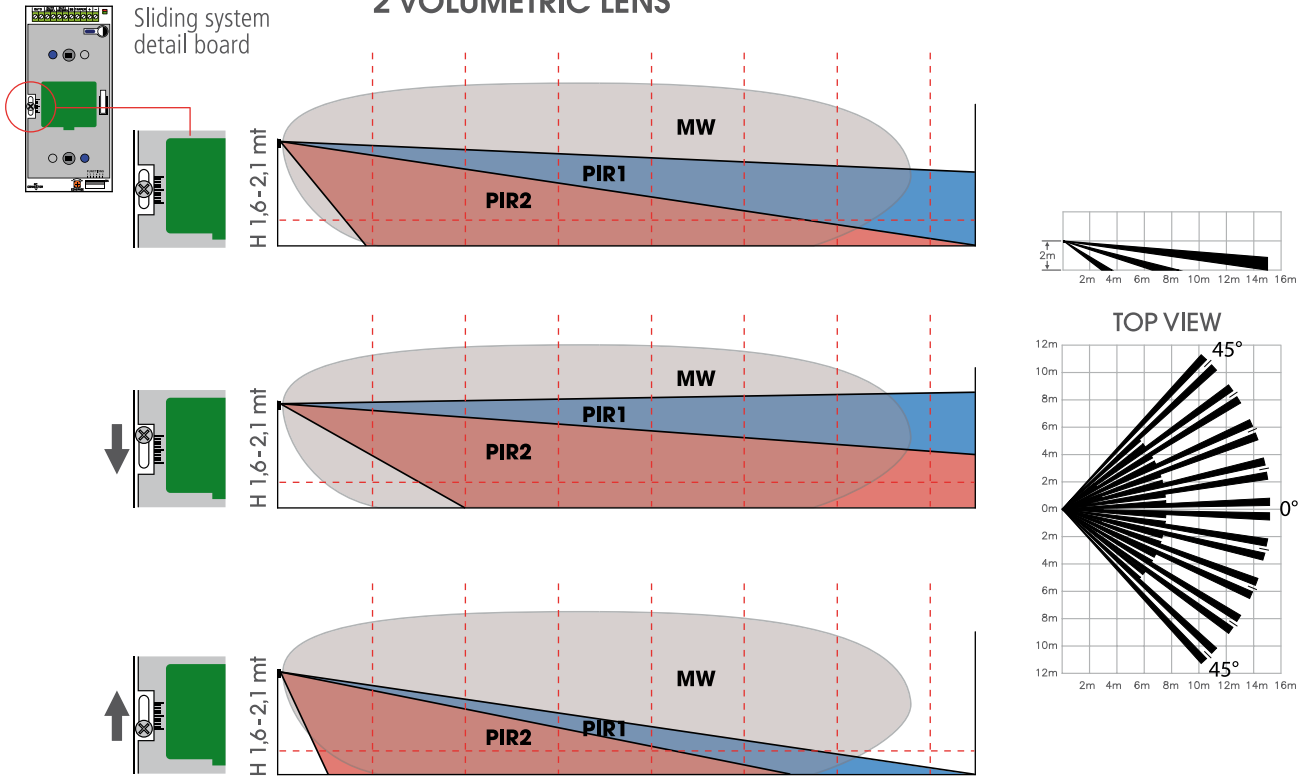 2 VOLUMETRIC LENS
Sliding system
detail board
H 1,6-2,1 mt
MW
PIR1
PIR2
2m
2m 4m 6m 8m 10m 12m 14m 16m
H 1,6-2,1 mt
MW
PIR1
PIR2
TOP VIEW
12m
10m
8m
6m
4m
2m
0m
2m
4m
6m
8m
10m
12m
45°
0°
45°
2m 4m 6m 8m 10m 12m 14m 16m
H 1,6-2,1 mt
MW
PIR1
PIR2